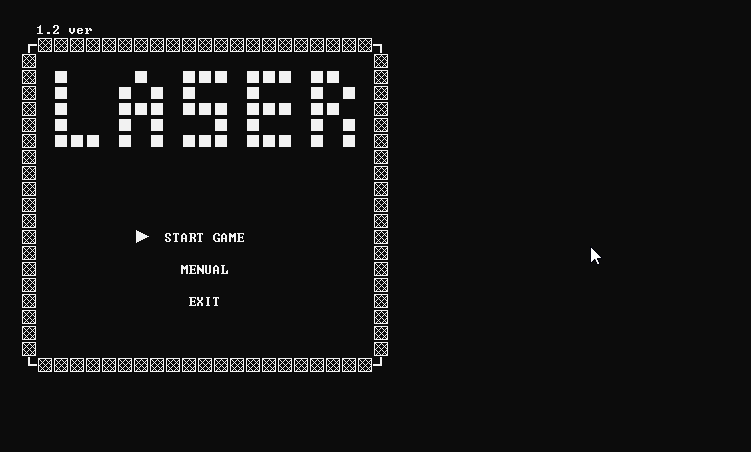 1.2 ver
LASER
START GAME
MENUAL
EXIT